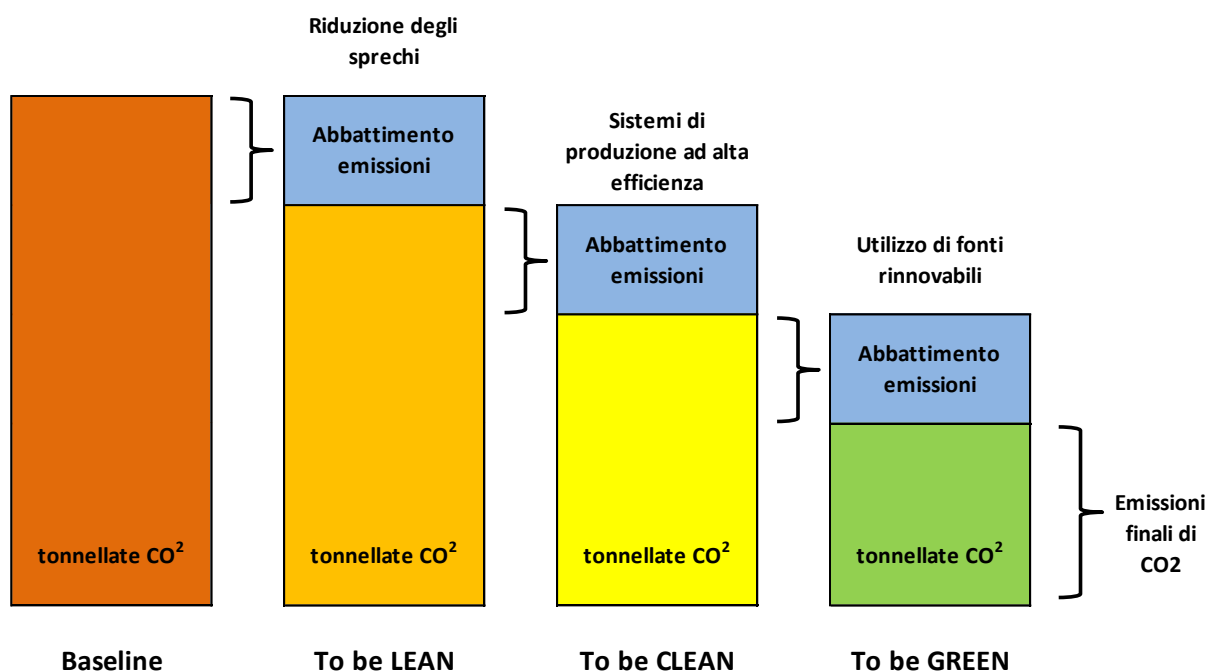 Riduzione degli
sprechi
Abbattimento
emissioni
Sistemi di
produzione ad alta
efficienza
Abbattimento
emissioni
Utilizzo di fonti
rinnovabili
Abbattimento
emissioni
tonnellate CO²
tonnellate CO²
tonnellate CO²
tonnellate CO²
Emissioni
finali di
CO2
Baseline
To be LEAN
To be CLEAN
To be GREEN